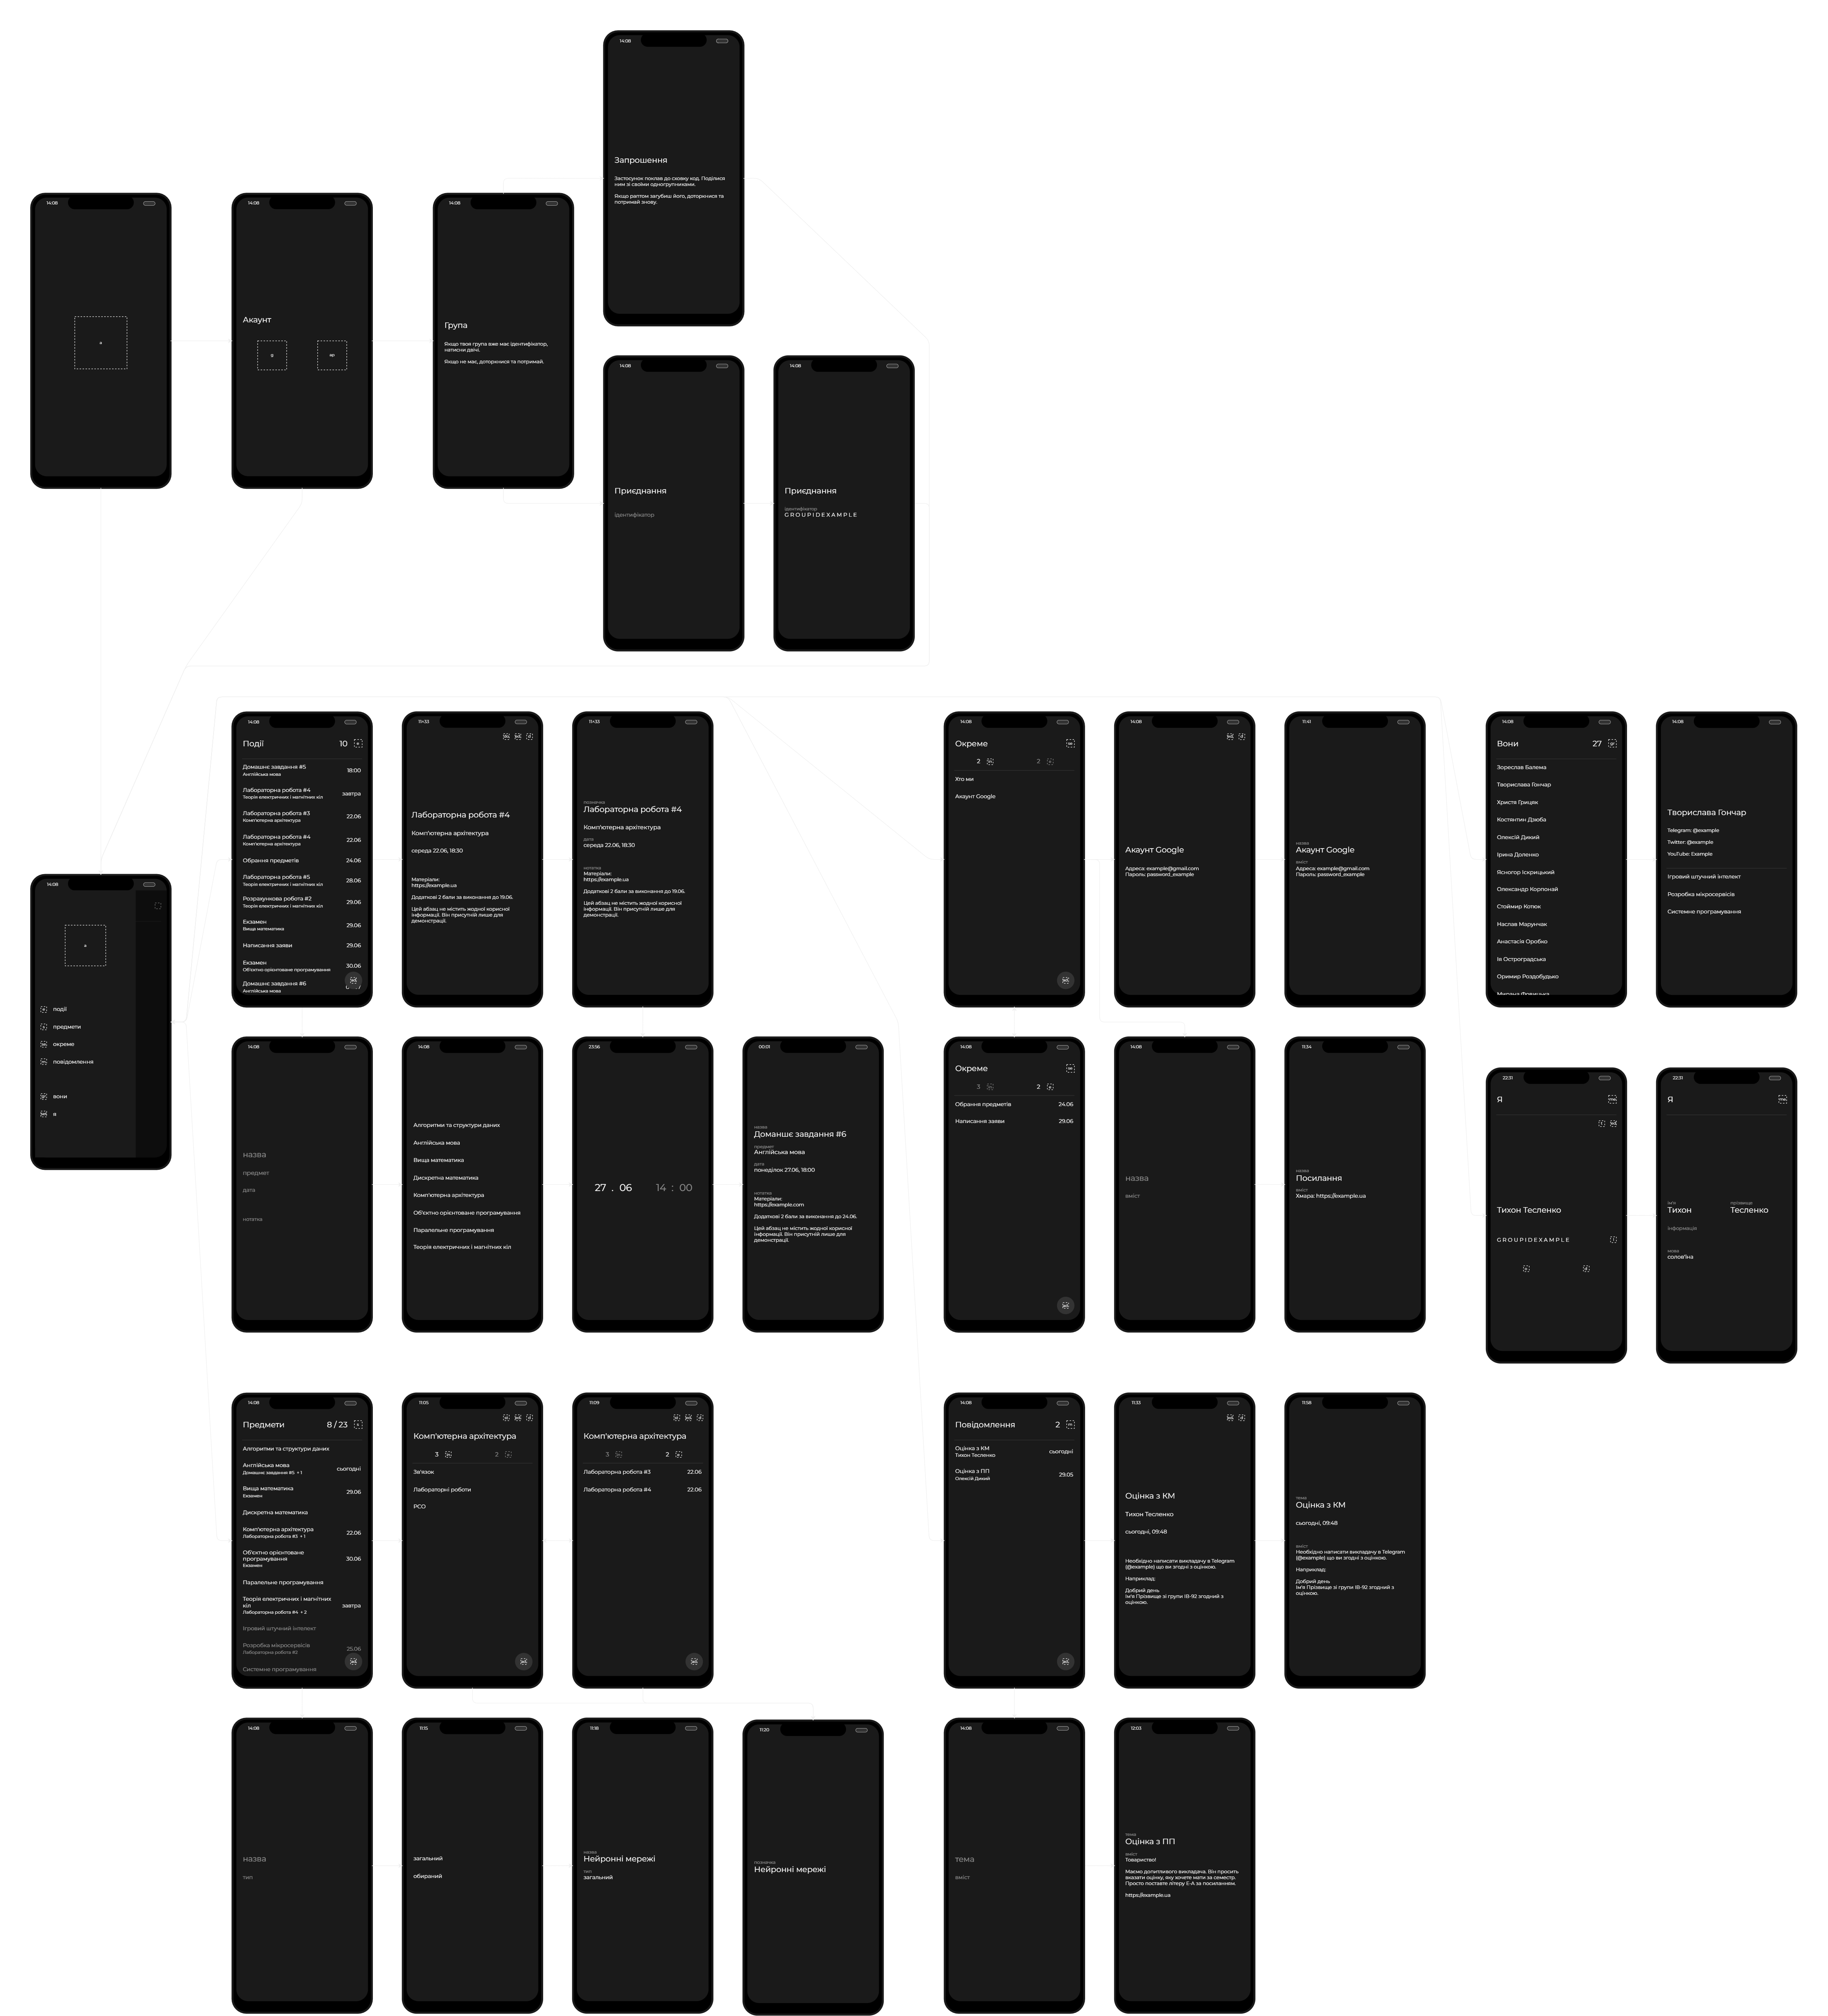 14:08
Запрошення
Застосунок поклав до сховку код. Поділися
ним зі своїми одногрупниками.
Якщо раптом загубиш його, доторкнися та
потримай знову.
14:08
a
14:08
Акаунт
g
ap
14:08
Група
Якщо твоя група вже має ідентифікатор,
натисни двічі.
Якщо не має, доторкнися та потримай.
14:08
Приєднання
ідентифікатор
14:08
Приєднання
ідентифікатор
GROUPIDEXAMPLE
14:08
a
події
предмети
окреме
повідомлення
вони
я
14:08
Події 10
Домашнє завдання #5
Англійська мова
18:00
Лабораторна робота #4
Теорія електричних і магнітних кіл
завтра
Лабораторна робота #3
Комп'ютерна архітектура
22.06
Лабораторна робота #4
Комп'ютерна архітектура
22.06
Обрання предметів
24.06
Лабораторна робота #5
Теорія електричних і магнітних кіл
28.06
Розрахункова робота #2
Теорія електричних і магнітних кіл
29.06
Екзамен
Вища математика
29.06
Написання заяви
29.06
Екзамен
Об'єктно орієнтоване програмування
30.06
Домашнє завдання #6
Англійська мова
11:33
Лабораторна робота #4
Комп'ютерна архітектура
середа 22.06, 18:30
Матеріали:
https://example.ua
Додаткові 2 бали за виконання до 19.06.
Цей абзац не містить жодної корисної
інформації. Він присутній лише для
демонстрації.
11:33
Лабораторна робота #4
Комп'ютерна архітектура
дата
середа 22.06, 18:30
нотатка
Матеріали:
https://example.ua
Додаткові 2 бали за виконання до 19.06.
Цей абзац не містить жодної корисної
інформації. Він присутній лише для
демонстрації.
14:08
Окреме
2
2
Хто ми
Акаунт Google
14:08
Акаунт Google
Адреса: example@gmail.com
Пароль: password_example
11:41
назва
Акаунт Google
вміст
Адреса: example@gmail.com
Пароль: password_example
14:08
Вони 27
Зореслав Балема
Творислава Гончар
Христя Грицак
Костянтин Дзюба
Олексій Дикий
Ірина Доленко
Ясногор Іскрицький
Олександр Корпонай
Стоймир Котюк
Наслав Марунчак
Анастасія Оробко
Ія Остроградська
Оримир Роздобудько
14:08
Творислава Гончар
Telegram: @example
Twitter: @example
YouTube: Example
Ігровий штучний інтелект
Розробка мікросервісів
Системне програмування
14:08
назва
предмет
дата
нотатка
14:08
Алгоритми та структури даних
Англійська мова
Вища математика
Дискретна математика
Комп'ютерна архітектура
Об'єктно орієнтоване програмування
Паралельне програмування
Теорія електричних і магнітних кіл
23:56
27 . 06 14 : 00
00:01
назва
Доманшє завдання #6
предмет
Англійська мова
дата
понеділок 27.06, 18:00
нотатка
Матеріали:
https://example.com
Додаткові 2 бали за виконання до 24.06.
Цей абзац не містить жодної корисної
інформації. Він присутній лише для
демонстрації.
14:08
Окреме
3
2
Обрання предметів 24.06
Написання заяви 29.06
14:08
назва
вміст
11:34
назва
Посилання
вміст
Хмара: https://example.ua
22:31
Я
Тихон Тесленко
GROUPIDEXAMPLE
22:31
Я
ім'я
Тихон
прізвище
Тесленко
інформація
мова
солов'їна
14:08
Предмети 8 / 23
Алгоритми та структури даних
Англійська мова
Домашнє завдання #5 + 1
сьогодні
Вища математика
Екзамен
29.06
Дискретна математика
Комп'ютерна архітектура
Лабораторна робота #3 + 1
22.06
Об'єктно орієнтоване
програмування
Екзамен
30.06
Паралельне програмування
Теорія електричних і магнітних
кіл
Лабораторна робота #4 + 2
завтра
Ігровий штучний інтелект
Розробка мікросервісів
Лабораторна робота #2
25.06
Системне програмування
11:05
Комп'ютерна архітектура
3
2
Зв'язок
Лабораторні роботи
РСО
11:09
Комп'ютерна архітектура
3
2
Лабораторна робота #3 22.06
Лабораторна робота #4 22.06
14:08
Повідомлення 2
Оцінка з КМ
Тихон Тесленко
сьогодні
Оцінка з ПП
Олексій Дикий
29.05
11:33
Оцінка з КМ
Тихон Тесленко
сьогодні, 09:48
Необхідно написати викладачу в Telegram
(@example) що ви згодні з оцінкою.
Наприклад:
Добрий день.
Ім'я Прізвище зі групи ІВ-92 згодний з
оцінкою.
11:58
тема
Оцінка з КМ
сьогодні, 09:48
вміст
Необхідно написати викладачу в Telegram
(@example) що ви згодні з оцінкою.
Наприклад:
Добрий день.
Ім'я Прізвище зі групи ІВ-92 згодний з
оцінкою.
14:08
назва
тип
11:15
загальний
обираний
11:18
назва
Нейронні мережі
тип
загальний
11:20
Нейронні мережі
14:08
тема
вміст
12:03
тема
Оцінка з ПП
вміст
Товариство!
Маємо допитливого викладача. Він просить
вказати оцінку, яку хочете мати за семестр.
Просто поставте літеру E-A за посиланням.
https://example.ua